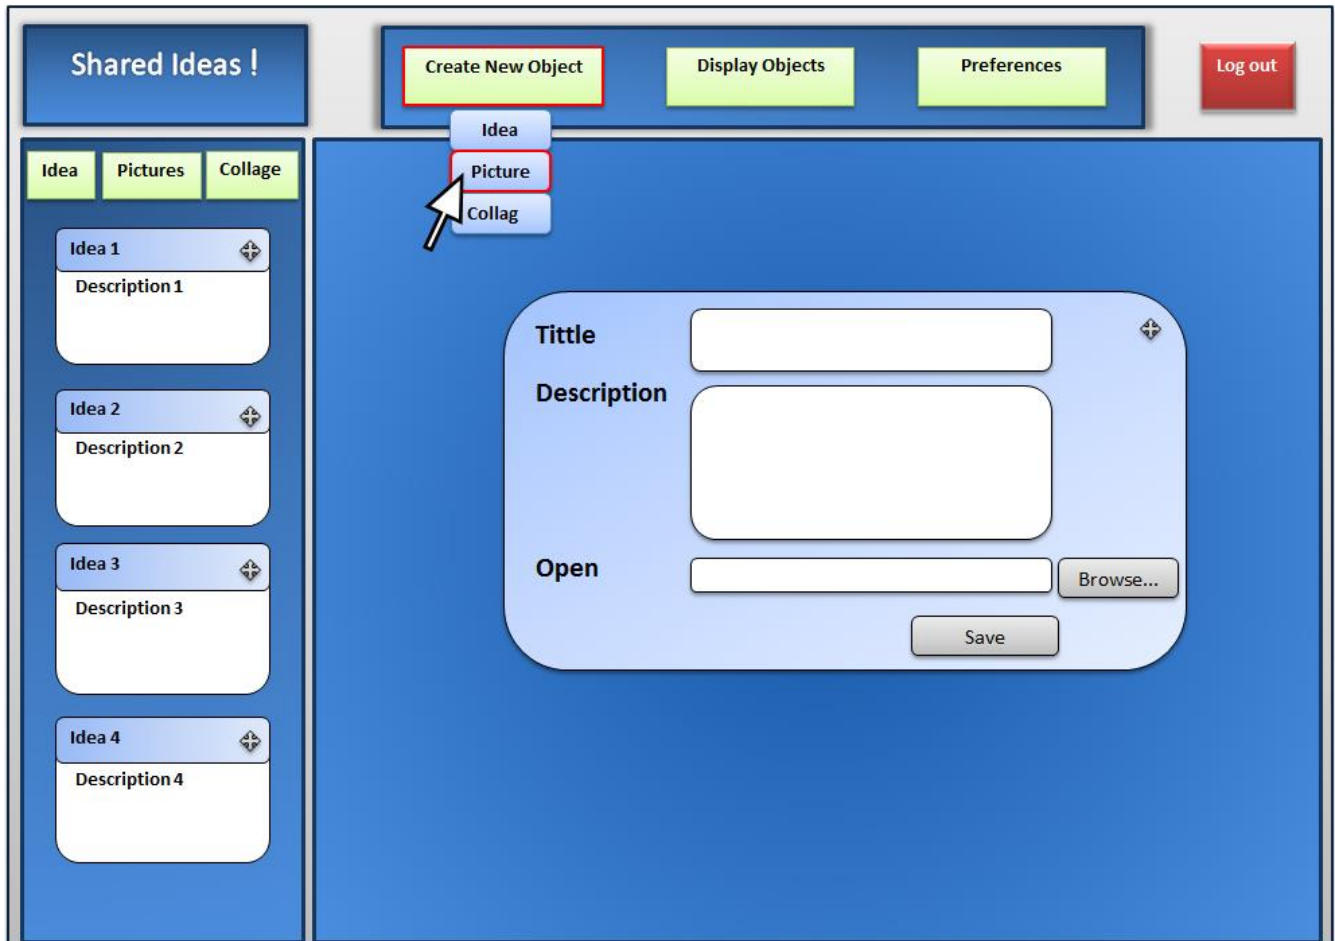 Shared Ideas !
Create New Object
Display Objects
Preferences
Log out
Idea
Picture
Collag
Idea
Pictures
Collage
Idea 1
Description 1
Idea 2
Description 2
Idea 3
Description 3
Idea 4
Description 4
Tittle
Description
Open
Browse...
Save